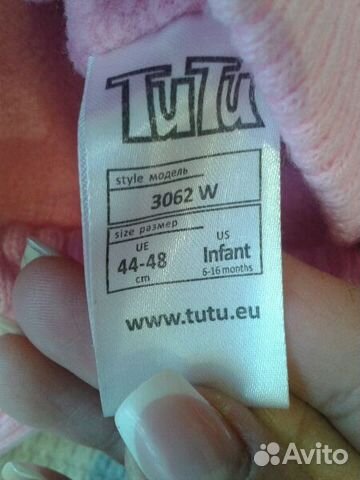 TuTu
style модель
3062 W
size размер
UE US
44-48 Infant
cm 6-16 months
www.tutu.eu
Avito